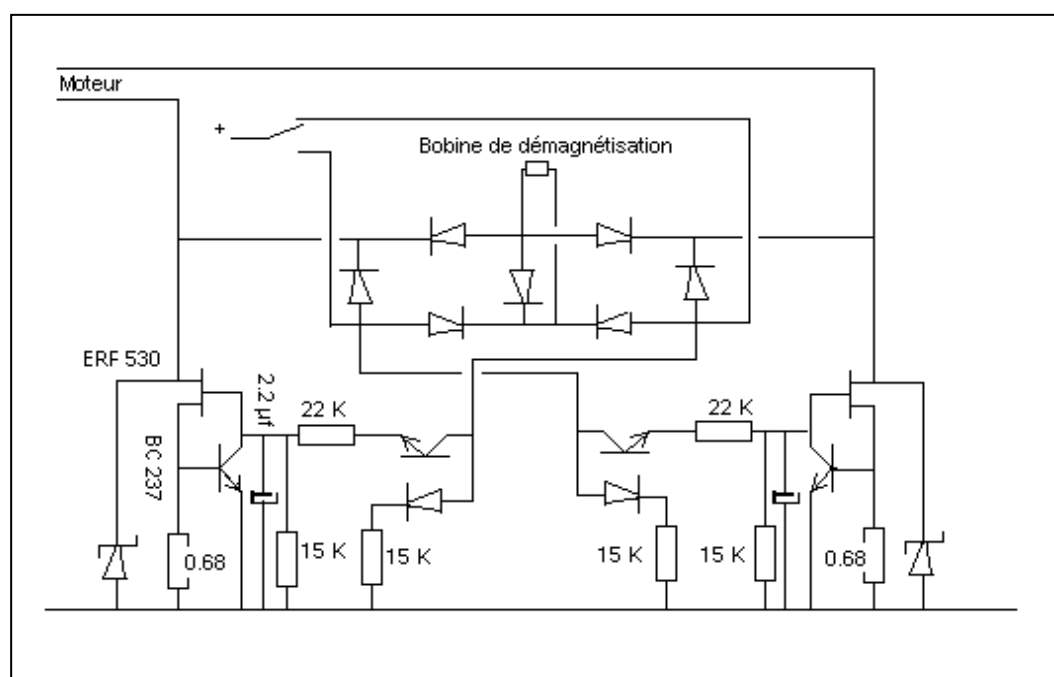 Moteur
+
Bobine de démagnétisation
ERF 530
2.2 µf
22 K
22 K
BC 237
0.68
15 K
15 K
15 K
15 K
0.68